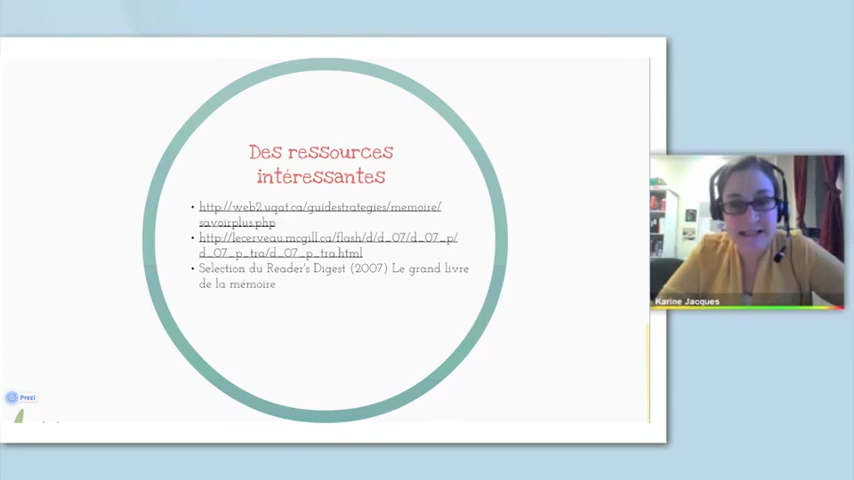 Des ressources
intéressantes
• http://web2.uqat.ca/guidestrategies/memoire/
savoirplus.php
• http://lecerveau.mcgill.ca/flash/d/d_07/d_07_p/
d_07_p_tra/d_07_p_tra.html
• Selection du Reader's Digest (2007) Le grand livre
de la mémoire
Karine Jacques
Prezi